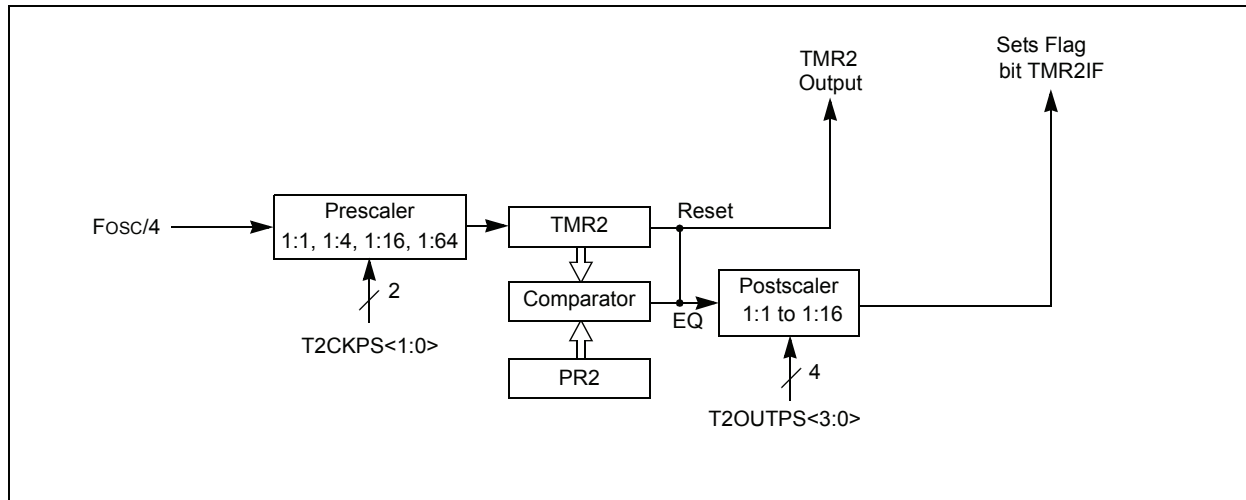 TMR2
Output
Sets Flag
bit TMR2IF
FOSC/4
Prescaler
1:1, 1:4, 1:16, 1:64
2
T2CKPS<1:0>
TMR2
Reset
Comparator
EQ
PR2
Postscaler
1:1 to 1:16
4
T2OUTPS<3:0>